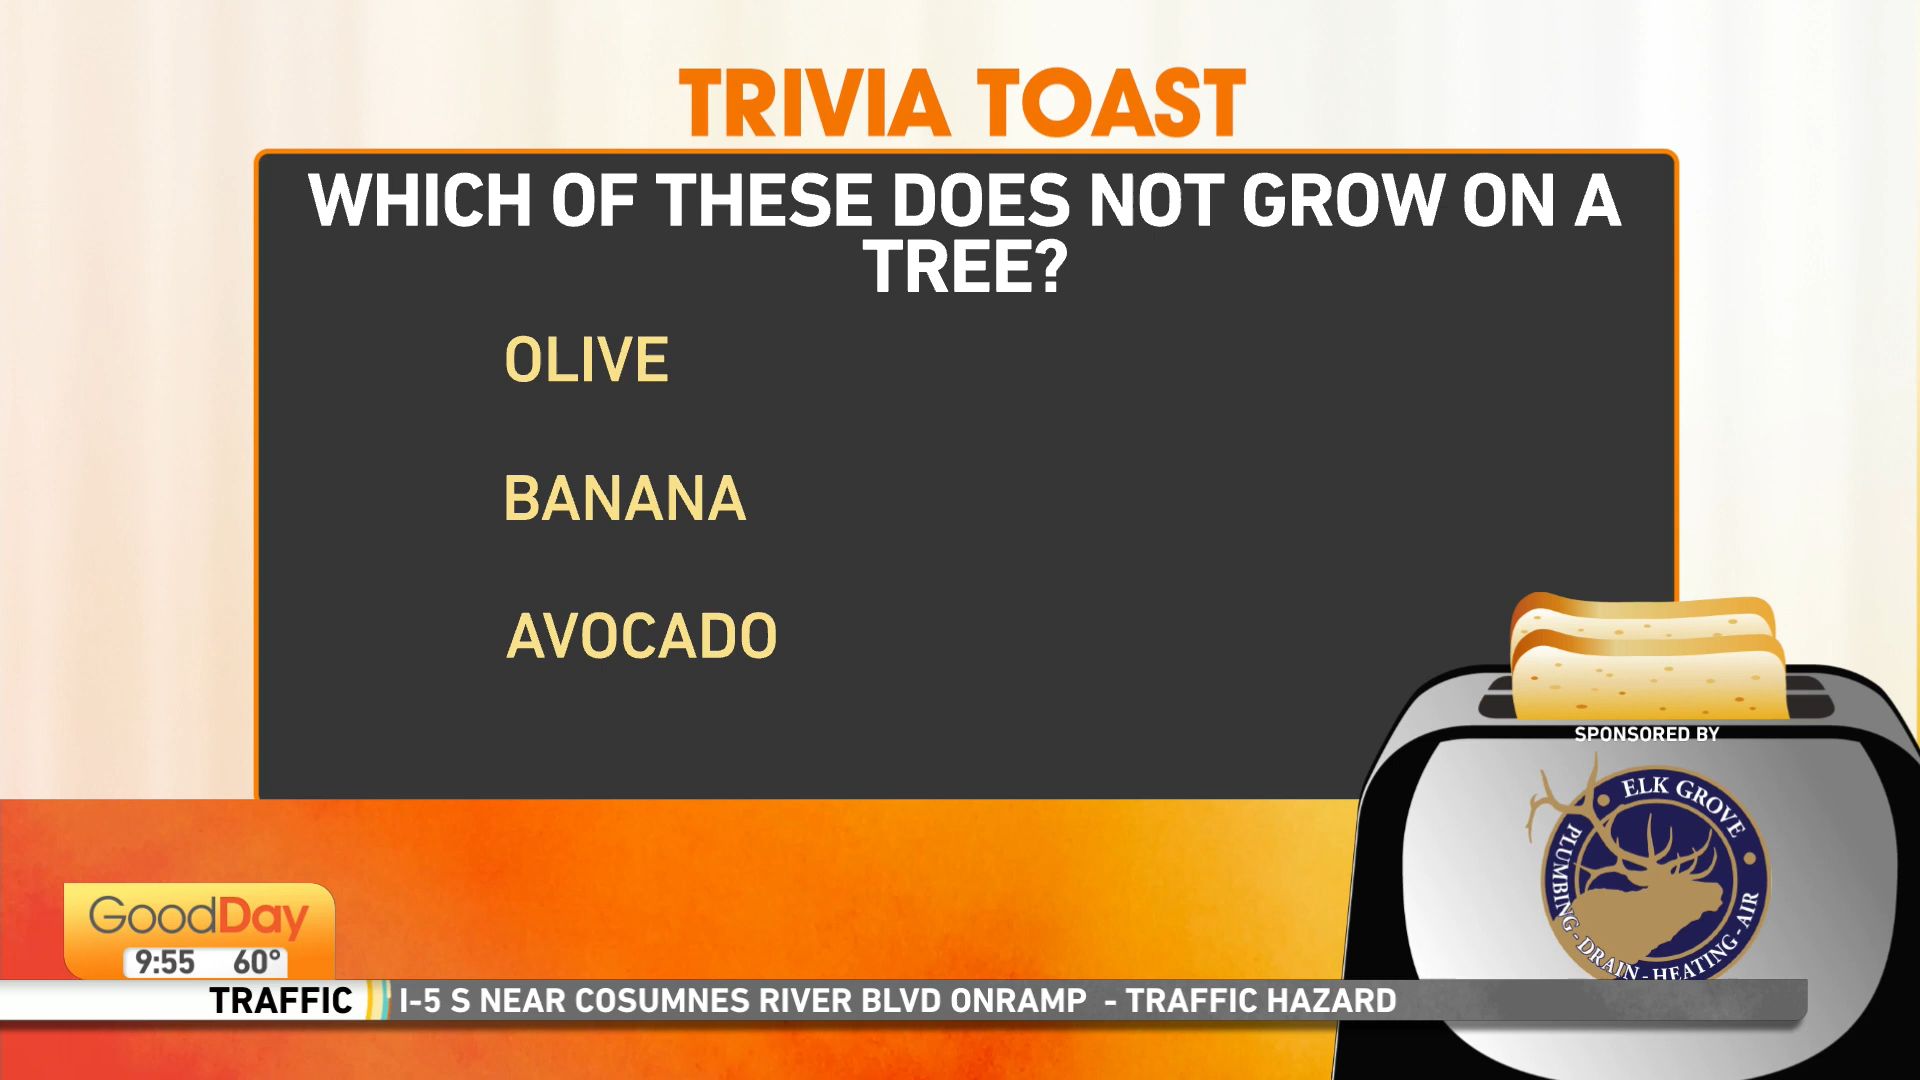 TRIVIA TOAST
WHICH OF THESE DOES NOT GROW ON A
TREE?
OLIVE
BANANA
AVOCADO
SPONSORED BY
ELK GROVE
PLUMBING - DRAIN - HEATING - AIR
GoodDay
9:55 60°
TRAFFIC I-5 S NEAR COSUMNES RIVER BLVD ONRAMP - TRAFFIC HAZARD